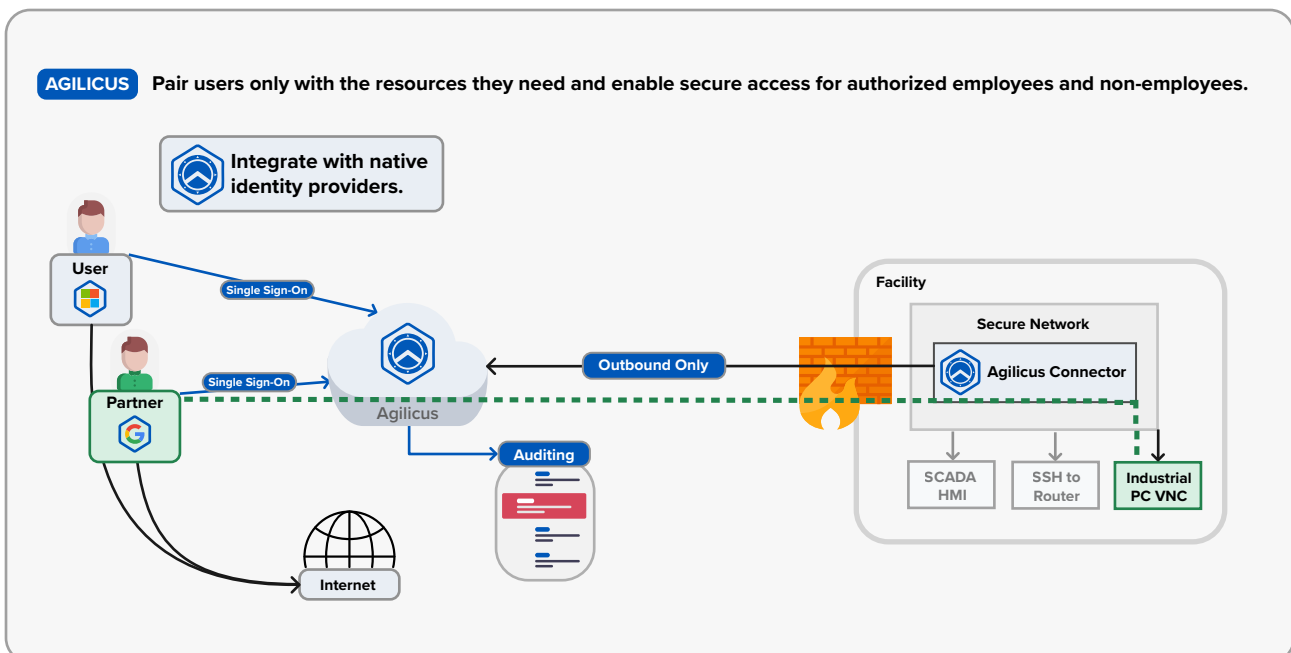 AGILICUS
Pair users only with the resources they need and enable secure access for authorized employees and non-employees.
Integrate with native
identity providers.
User
Single Sign-On
Partner
Single Sign-On
Agilicus
Outbound Only
Auditing
Internet
Facility
Secure Network
Agilicus Connector
SCADA
HMI
SSH to
Router
Industrial
PC VNC